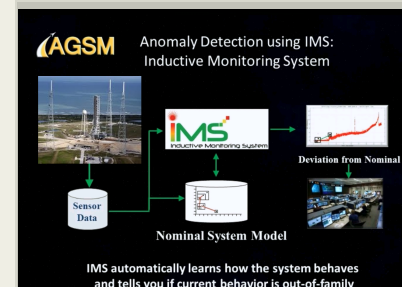 AGSM
Anomaly Detection using IMS:
Inductive Monitoring System
IMS
Inductive Monitoring System
Deviation from Nominal
Sensor
Data
Nominal System Model
IMS automatically learns how the system behaves
and tells you if current behavior is out-of-family